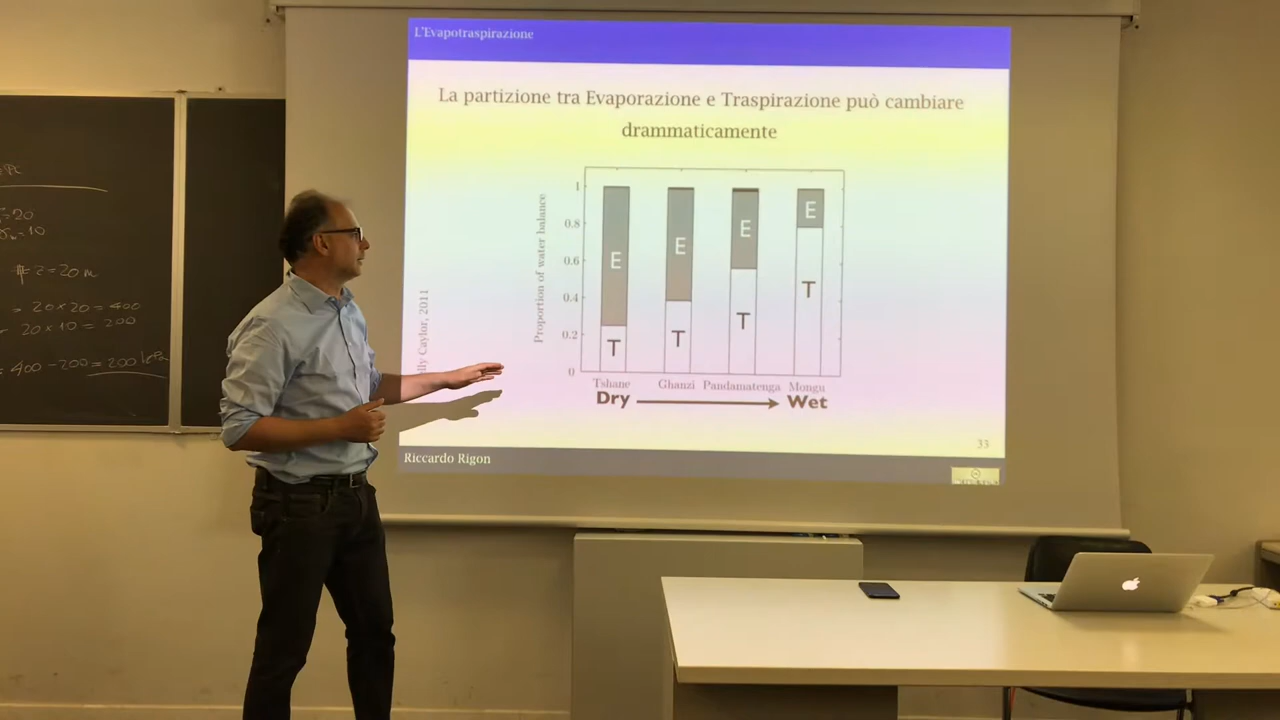 L'Evapotraspirazione
La partizione tra Evaporazione e Traspirazione può cambiare
drammaticamente
Proportion of water balance
1
0.8
0.6
0.4
0.2
0
E
T
E
T
E
T
E
T
Tshane Ghanzi Pandamatenga Mongu
Dry Wet
Caylor, 2011
33
Riccardo Rigon
= 20
= 10
z = 20 m
= 20 x 20 = 400
20 x 10 = 200
= 400 - 200 = 200 kPa